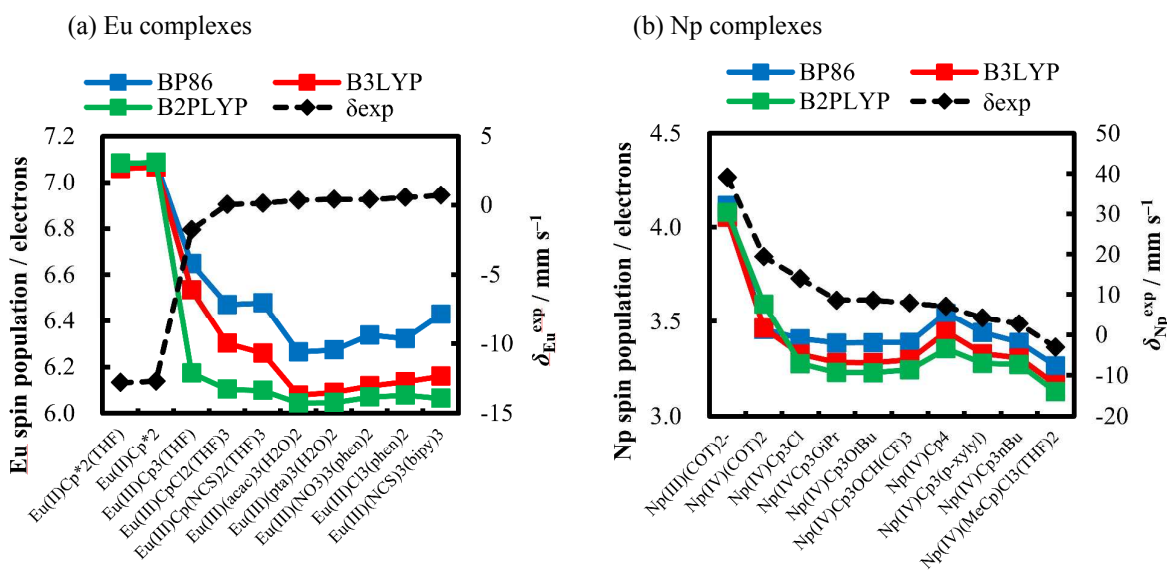 (a) Eu complexes
BP86
B3LYP
B2PLYP
δexp
Eu spin population / electrons
7.2
7.0
6.8
6.6
6.4
6.2
6.0
5
0
-5
-10
-15
δEu^exp / mm s⁻¹
Eu(II)Cp*2(THF)
Eu(II)Cp*2
Eu(III)Cp3(THF)
Eu(III)CpCl2(THF)3
Eu(III)Cp(NCS)2(THF)3
Eu(III)(acac)3(H2O)2
Eu(III)(pta)3(H2O)2
Eu(III)(NO3)3(phen)2
Eu(III)Cl3(phen)2
Eu(III)(NCS)3(bipy)3
(b) Np complexes
BP86
B3LYP
B2PLYP
δexp
Np spin population / electrons
4.5
4.0
3.5
3.0
50
40
30
20
10
0
-10
-20
δNp^exp / mm s⁻¹
Np(III)(COT)2-
Np(IV)(COT)2
Np(IV)Cp3Cl
Np(IVCp3OiPr
Np(IV)Cp3OtBu
Np(IV)Cp3OCH(CF)3
Np(IV)Cp4
Np(IV)Cp3(p-xylyl)
Np(IV)Cp3nBu
Np(IV)(MeCp)Cl3(THF)2